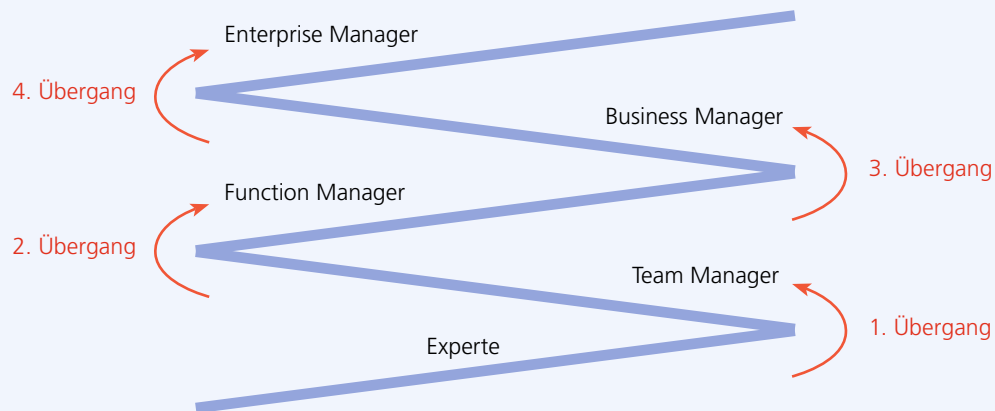 Enterprise Manager
4. Übergang
Business Manager
3. Übergang
Function Manager
2. Übergang
Team Manager
1. Übergang
Experte